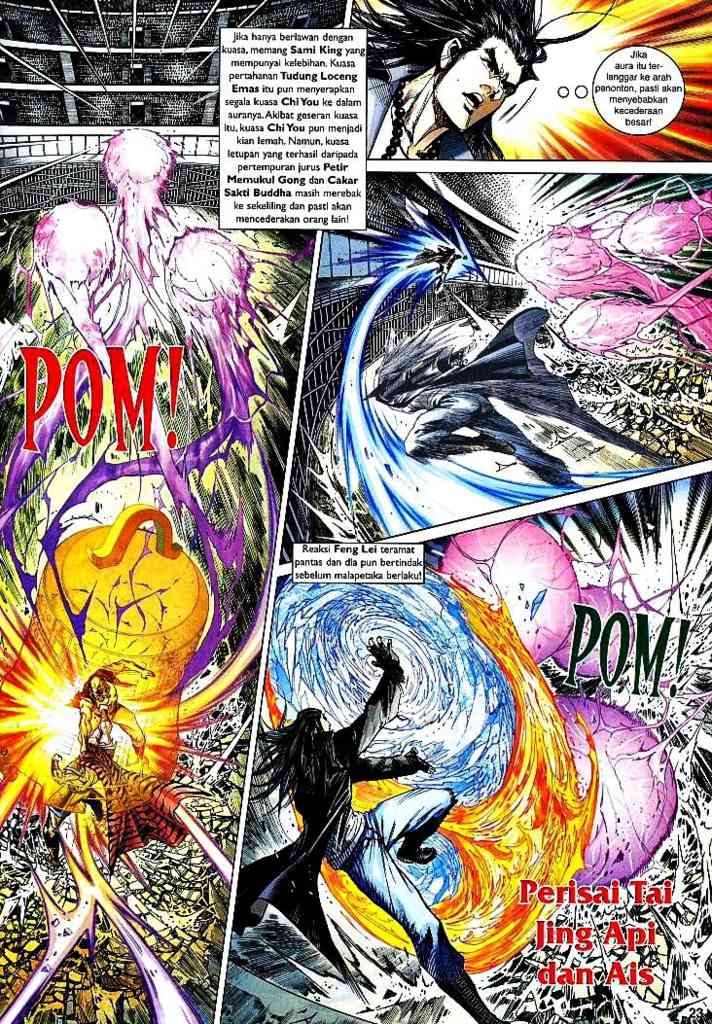 Jika hanya berlawan dengan
kuasa, memang Sami King yang
mempunyai kelebihan. Kuasa
pertahanan Tudung Loceng
Emas itu pun menyerapkan
segala kuasa Chi You ke dalam
auranya. Akibat geseran kuasa
itu, kuasa Chi You pun menjadi
kian lemah. Namun, kuasa
letupan yang terhasil daripada
pertempuran jurus Petir
Memukul Gong dan Cakar
Sakti Buddha masih merebak
ke sekeliling dan pasti akan
mencederakan orang lain!
Jika
aura itu ter-
langgar ke arah
penonton, pasti akan
menyebabkan
kecederaan
besar!
POM!
Reaksi Feng Lei teramat
pantas dan dia pun bertindak
sebelum malapetaka berlaku!
POM!
Perisai Tai
Jing Api
dan Ais
23